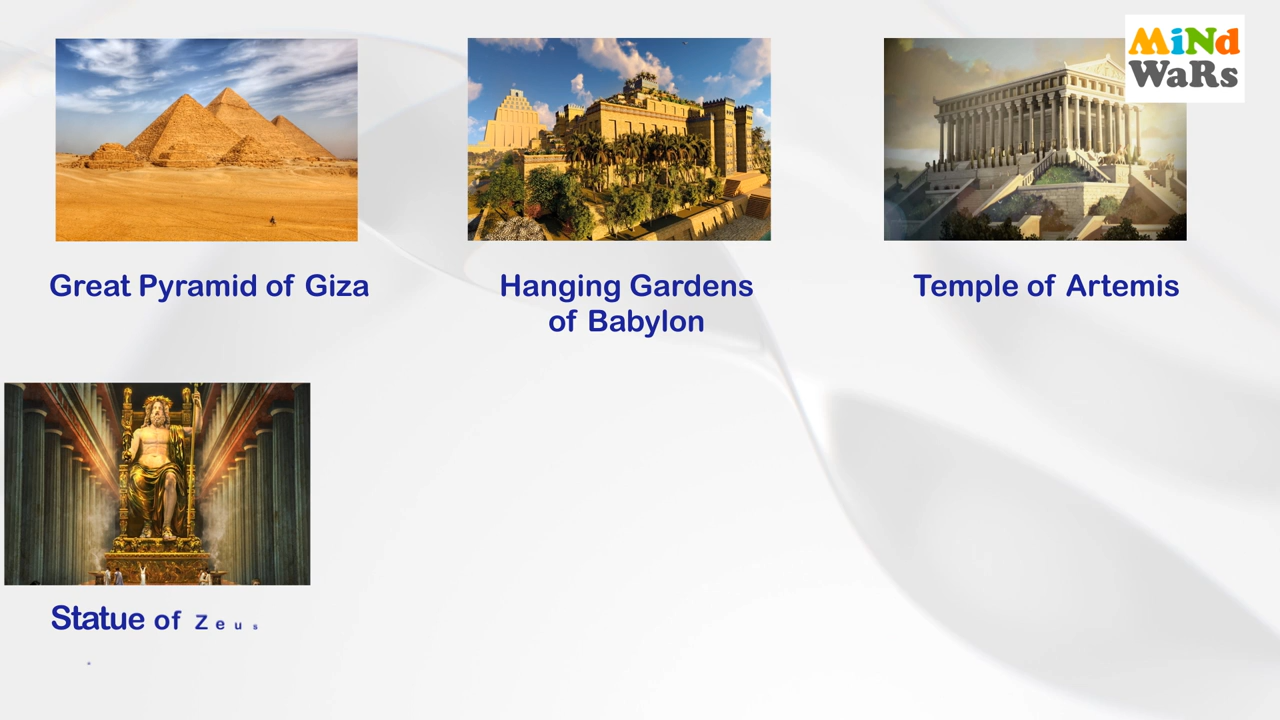 MiNd
WaRs
Great Pyramid of Giza
Hanging Gardens
of Babylon
Temple of Artemis
Statue of Zeus